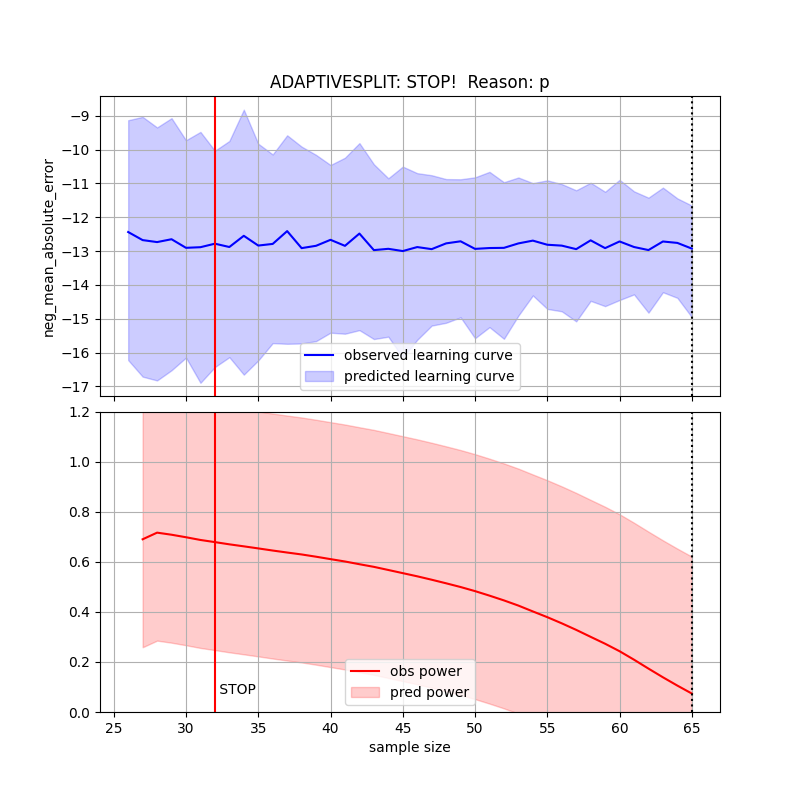 ADAPTIVESPLIT: STOP!  Reason: p
neg_mean_absolute_error
−9
−10
−11
−12
−13
−14
−15
−16
−17
observed learning curve
predicted learning curve
1.2
1.0
0.8
0.6
0.4
0.2
0.0
STOP
obs power
pred power
25 30 35 40 45 50 55 60 65
sample size